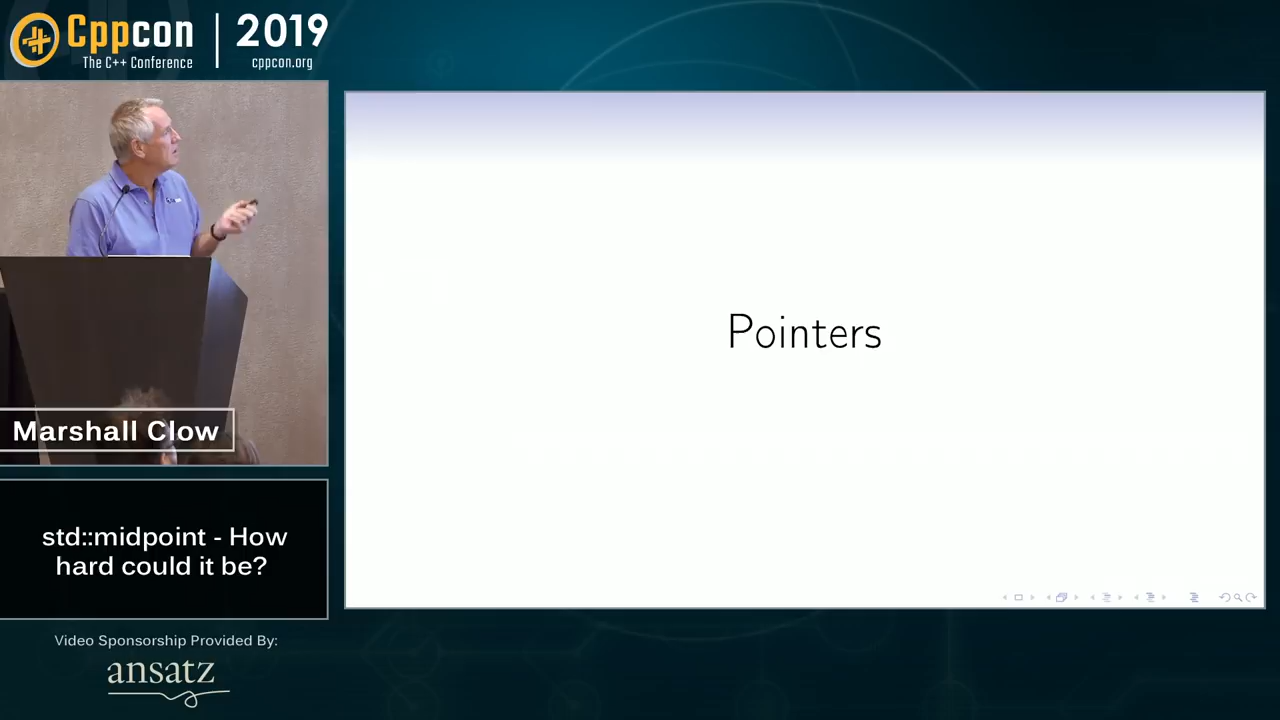 Cppcon
The C++ Conference
2019
cppcon.org
Pointers
Marshall Clow
std::midpoint - How
hard could it be?
Video Sponsorship Provided By:
ansatz